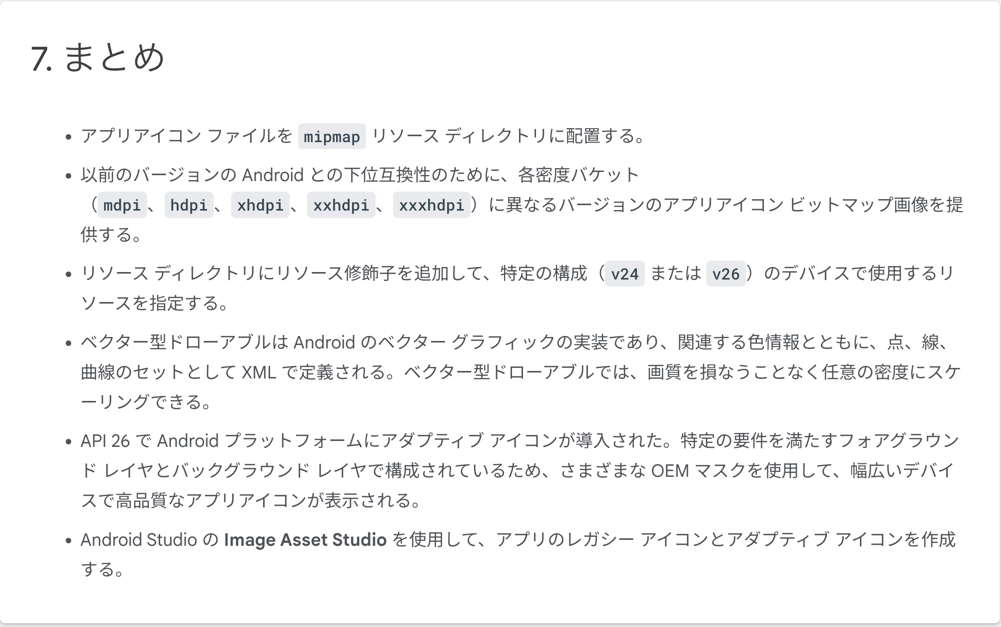 7. まとめ
• アプリアイコン ファイルを mipmap リソース ディレクトリに配置する。
• 以前のバージョンの Android との下位互換性のために、各密度バケット
（mdpi、hdpi、xhdpi、xxhdpi、xxxhdpi）に異なるバージョンのアプリアイコン ビットマップ画像を提
供する。
• リソース ディレクトリにリソース修飾子を追加して、特定の構成（v24 または v26）のデバイスで使用するリ
ソースを指定する。
• ベクター型ドローアブルは Android のベクター グラフィックの実装であり、関連する色情報とともに、点、線、
曲線のセットとして XML で定義される。ベクター型ドローアブルでは、画質を損なうことなく任意の密度にスケ
ーリングできる。
• API 26 で Android プラットフォームにアダプティブ アイコンが導入された。特定の要件を満たすフォアグラウン
ド レイヤとバックグラウンド レイヤで構成されているため、さまざまな OEM マスクを使用して、幅広いデバイ
スで高品質なアプリアイコンが表示される。
• Android Studio の Image Asset Studio を使用して、アプリのレガシー アイコンとアダプティブ アイコンを作成
する。